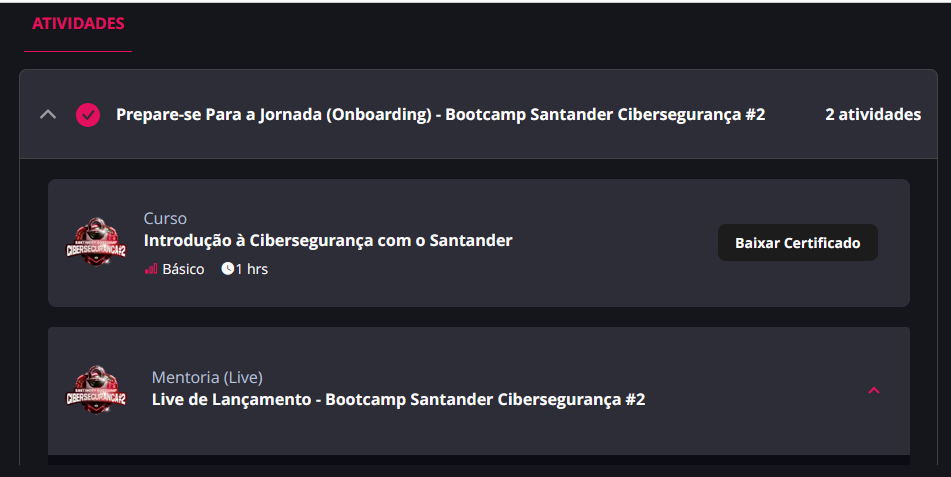 ATIVIDADES
Prepare-se Para a Jornada (Onboarding) - Bootcamp Santander Cibersegurança #2
2 atividades
Curso
Introdução à Cibersegurança com o Santander
Básico
1 hrs
Baixar Certificado
CIBERSEGURANÇA#2
Mentoria (Live)
Live de Lançamento - Bootcamp Santander Cibersegurança #2
CIBERSEGURANÇA#2